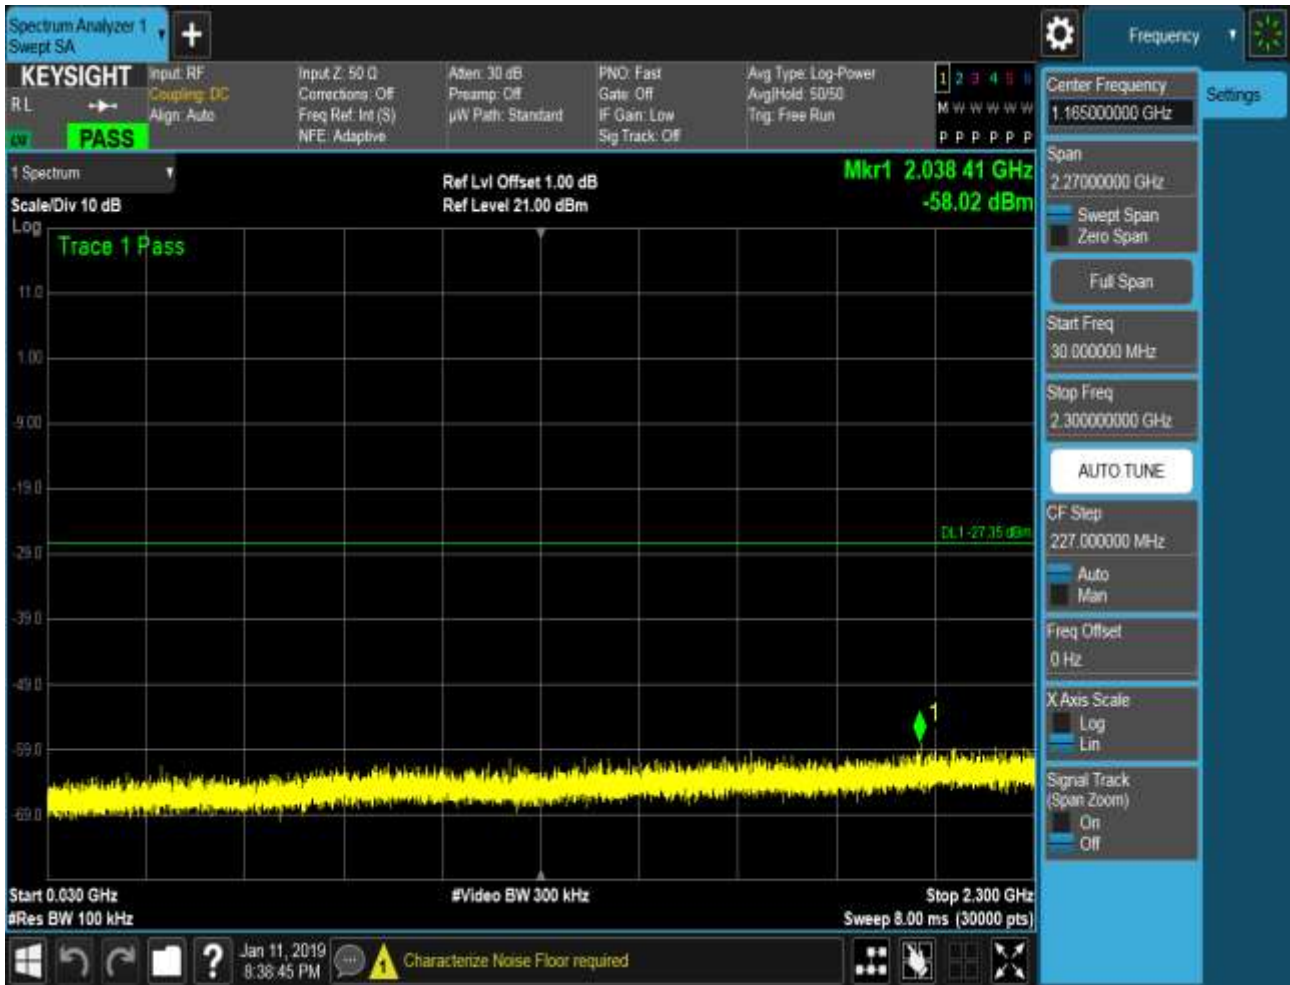 Spectrum Analyzer 1
Swept SA
+
Frequency
KEYSIGHT
RL
LXI
PASS
Input: RF
Coupling: DC
Align: Auto
Input Z: 50 Ω
Corrections: Off
Freq Ref: Int (S)
NFE: Adaptive
Atten: 30 dB
Preamp: Off
µW Path: Standard
PNO: Fast
Gate: Off
IF Gain: Low
Sig Track: Off
Avg Type: Log-Power
Avg|Hold: 50/50
Trig: Free Run
1 2 3 4 5 6
M W W W W W
P P P P P P
1 Spectrum
Scale/Div 10 dB
Log
Ref Lvl Offset 1.00 dB
Ref Level 21.00 dBm
Mkr1 2.038 41 GHz
-58.02 dBm
Trace 1 Pass
11.0
1.00
-9.00
-19.0
DL1 -27.35 dBm
-29.0
-39.0
-49.0
1
-59.0
-69.0
Start 0.030 GHz
#Res BW 100 kHz
#Video BW 300 kHz
Stop 2.300 GHz
Sweep 8.00 ms (30000 pts)
Jan 11, 2019
8:38:45 PM
?
1
Characterize Noise Floor required
Settings
Center Frequency
1.165000000 GHz
Span
2.27000000 GHz
Swept Span
Zero Span
Full Span
Start Freq
30.000000 MHz
Stop Freq
2.300000000 GHz
AUTO TUNE
CF Step
227.000000 MHz
Auto
Man
Freq Offset
0 Hz
X Axis Scale
Log
Lin
Signal Track
(Span Zoom)
On
Off